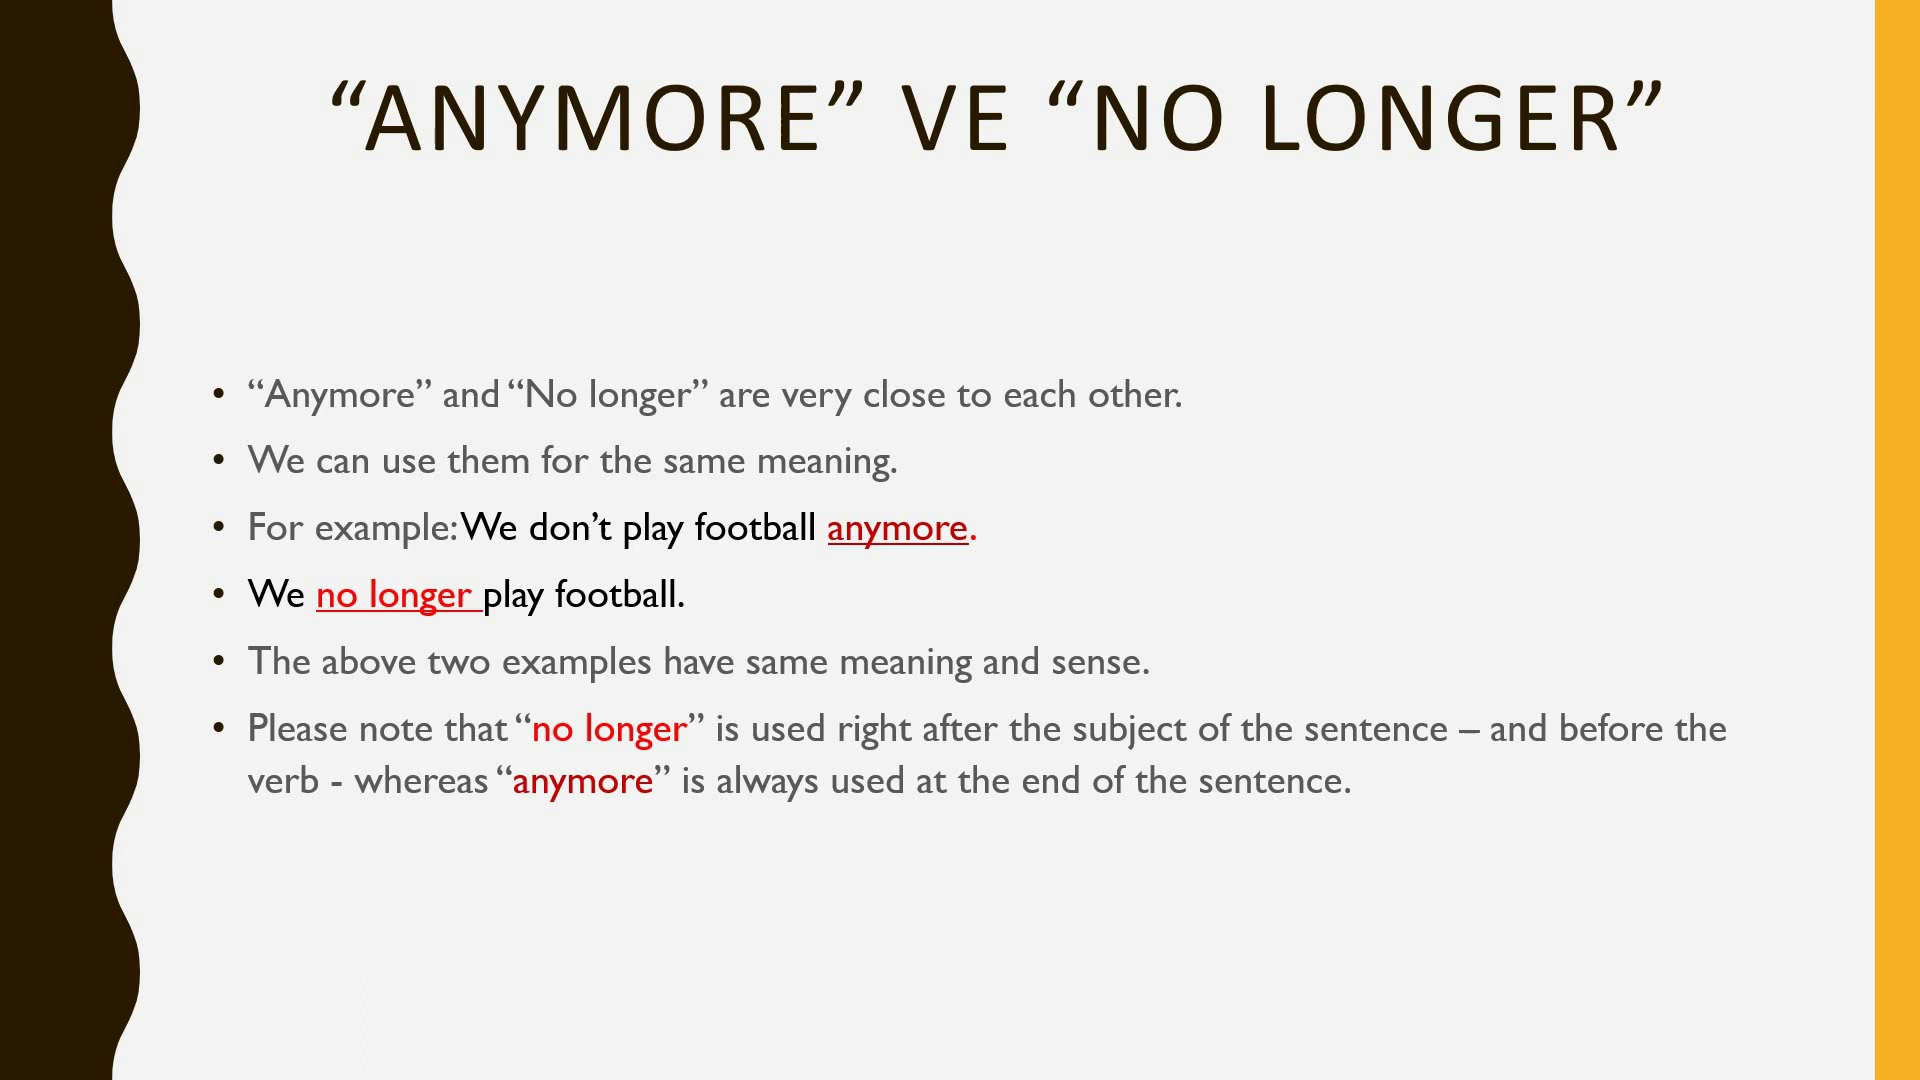 “ANYMORE” VE “NO LONGER”
• “Anymore” and “No longer” are very close to each other.
• We can use them for the same meaning.
• For example: We don’t play football anymore.
• We no longer play football.
• The above two examples have same meaning and sense.
• Please note that “no longer” is used right after the subject of the sentence – and before the
verb - whereas “anymore” is always used at the end of the sentence.